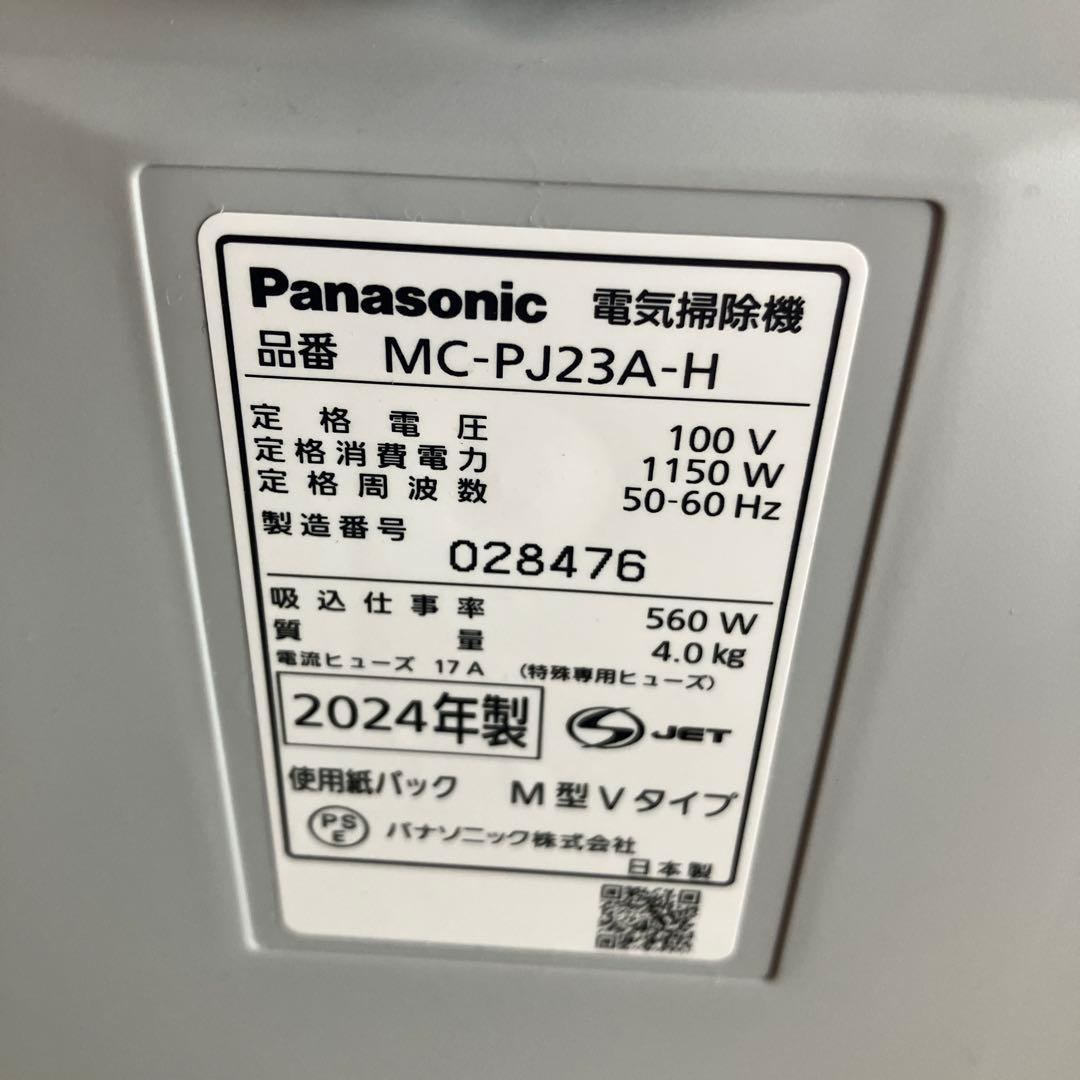 Panasonic 電気掃除機
品番 MC-PJ23A-H
定格電圧 100 V
定格消費電力 1150 W
定格周波数 50-60 Hz
製造番号 028476
吸込仕事率 560 W
質量 4.0 kg
電流ヒューズ 17A (特殊専用ヒューズ)
2024年製 S JET
使用紙パック M型Vタイプ
PSE パナソニック株式会社
日本製